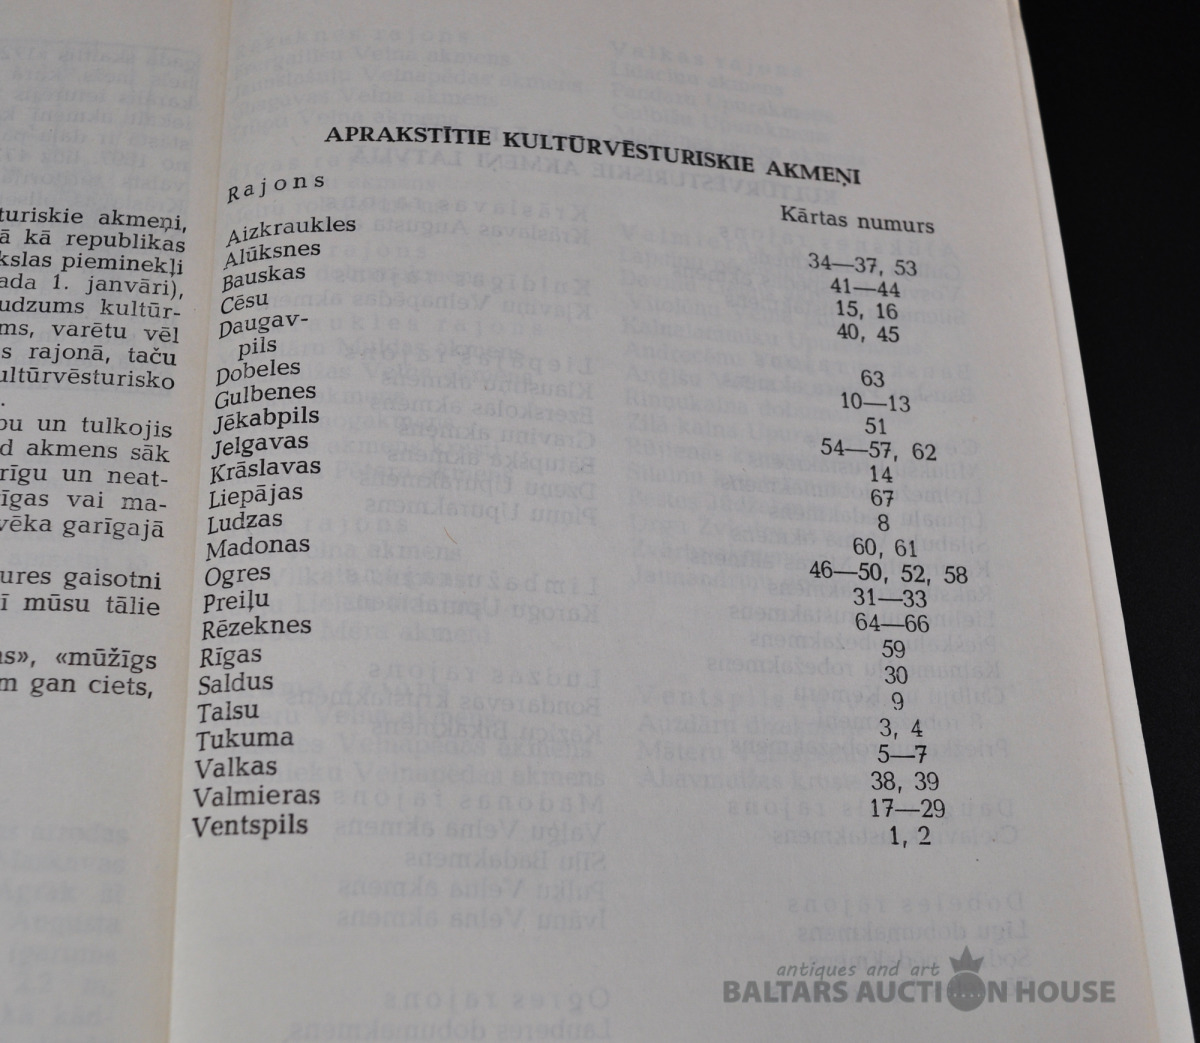 turiskie akmeņi,
ā kā republikas
kslas pieminekļi
ada 1. janvāri),
udzums kultūr-
ms, varētu vēl
s rajonā, taču
ultūrvēsturisko
.
bu un tulkojis
d akmens sāk
rīgu un neat-
īgas vai ma-
vēka garīgajā
ures gaisotni
ī mūsu tālie
as», «mūžīgs
m gan ciets,
APRAKSTĪTIE KULTŪRVĒSTURISKIE AKMEŅI
Rajons Kārtas numurs
Aizkraukles 34—37, 53
Alūksnes 41—44
Bauskas 15, 16
Cēsu 40, 45
Daugav-
pils 63
Dobeles 10—13
Gulbenes 51
Jēkabpils 54—57, 62
Jelgavas 14
Krāslavas 67
Liepājas 8
Ludzas 60, 61
Madonas 46—50, 52, 58
Ogres 31—33
Preiļu 64—66
Rēzeknes 59
Rīgas 30
Saldus 9
Talsu 3, 4
Tukuma 5—7
Valkas 38, 39
Valmieras 17—29
Ventspils 1, 2
antiques and art
BALTARS AUCTION HOUSE